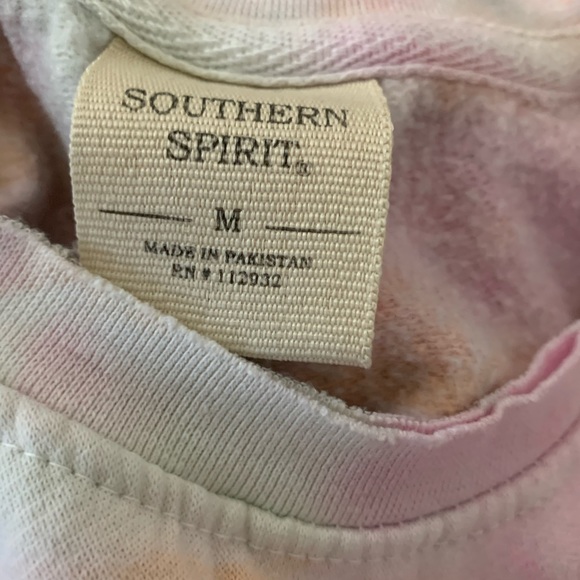 SOUTHERN
SPIRIT®
M
MADE IN PAKISTAN
RN # 112932